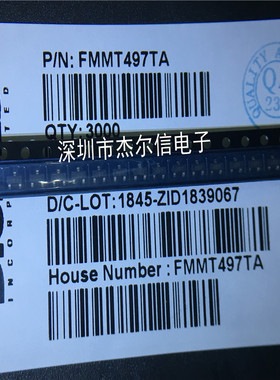 P/N: FMMT497TA
QTY: 3000
深圳市杰尔信电子
D/C-LOT:1845-ZID1839067
House Number :FMMT497TA